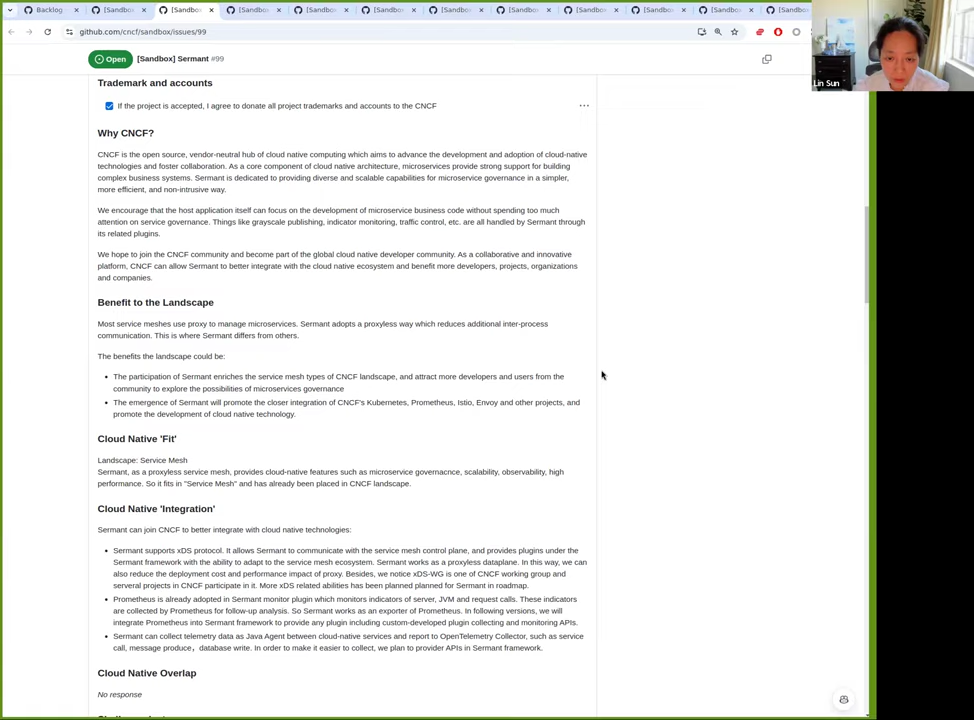 Backlog
[Sandbox
[Sandbox
[Sandbox
[Sandbox
[Sandbox
[Sandbox
[Sandbox
[Sandbox
[Sandbox
[Sandbox
[Sandbo
github.com/cncf/sandbox/issues/99
Lin Sun
Open [Sandbox] Sermant #99
Trademark and accounts
If the project is accepted, I agree to donate all project trademarks and accounts to the CNCF
Why CNCF?
CNCF is the open source, vendor-neutral hub of cloud native computing which aims to advance the development and adoption of cloud-native
technologies and foster collaboration. As a core component of cloud native architecture, microservices provide strong support for building
complex business systems. Sermant is dedicated to providing diverse and scalable capabilities for microservice governance in a simpler,
more efficient, and non-intrusive way.
We encourage that the host application itself can focus on the development of microservice business code without spending too much
attention on service governance. Things like grayscale publishing, indicator monitoring, traffic control, etc. are all handled by Sermant through
its related plugins.
We hope to join the CNCF community and become part of the global cloud native developer community. As a collaborative and innovative
platform, CNCF can allow Sermant to better integrate with the cloud native ecosystem and benefit more developers, projects, organizations
and companies.
Benefit to the Landscape
Most service meshes use proxy to manage microservices. Sermant adopts a proxyless way which reduces additional inter-process
communication. This is where Sermant differs from others.
The benefits the landscape could be:
• The participation of Sermant enriches the service mesh types of CNCF landscape, and attract more developers and users from the
community to explore the possibilities of microservices governance
• The emergence of Sermant will promote the closer integration of CNCF's Kubernetes, Prometheus, Istio, Envoy and other projects, and
promote the development of cloud native technology.
Cloud Native 'Fit'
Landscape: Service Mesh
Sermant, as a proxyless service mesh, provides cloud-native features such as microservice governacnce, scalability, observability, high
performance. So it fits in "Service Mesh" and has already been placed in CNCF landscape.
Cloud Native 'Integration'
Sermant can join CNCF to better integrate with cloud native technologies:
• Sermant supports xDS protocol. It allows Sermant to communicate with the service mesh control plane, and provides plugins under the
Sermant framework with the ability to adapt to the service mesh ecosystem. Sermant works as a proxyless dataplane. In this way, we can
also reduce the deployment cost and performance impact of proxy. Besides, we notice xDS-WG is one of CNCF working group and
serveral projects in CNCF participate in it. More xDS related abilities has been planned planned for Sermant in roadmap.
• Prometheus is already adopted in Sermant monitor plugin which monitors indicators of server, JVM and request calls. These indicators
are collected by Prometheus for follow-up analysis. So Sermant works as an exporter of Prometheus. In following versions, we will
integrate Prometheus into Sermant framework to provide any plugin including custom-developed plugin collecting and monitoring APIs.
• Sermant can collect telemetry data as Java Agent between cloud-native services and report to OpenTelemetry Collector, such as service
call, message produce，database write. In order to make it easier to collect, we plan to provider APIs in Sermant framework.
Cloud Native Overlap
No response